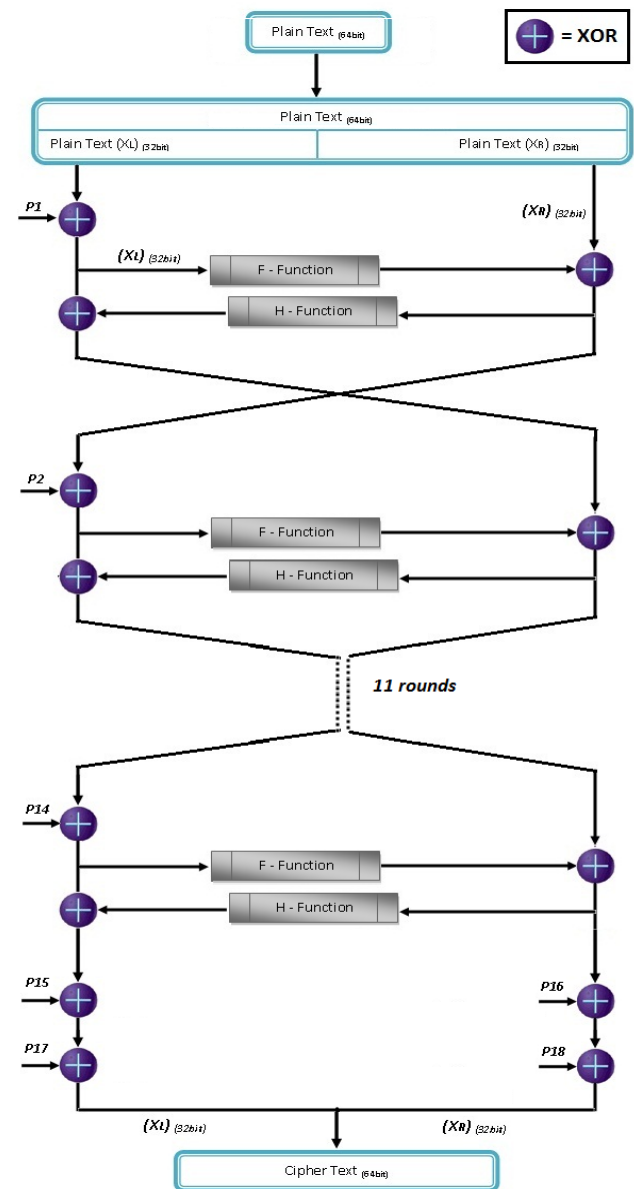 Plain Text (64bit)
= XOR
Plain Text (64bit)
Plain Text (XL) (32bit)
Plain Text (XR) (32bit)
P1
(XR) (32bit)
(XL) (32bit)
F - Function
H - Function
P2
F - Function
H - Function
11 rounds
P14
F - Function
H - Function
P15
P16
P17
P18
(XL) (32bit)
(XR) (32bit)
Cipher Text (64bit)